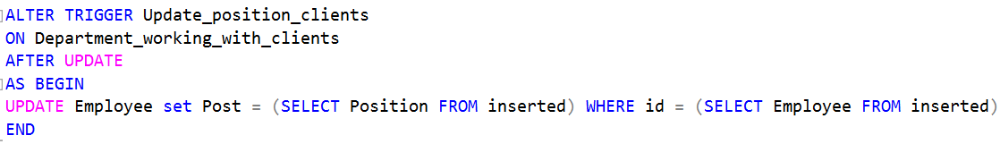 ALTER TRIGGER Update_position_clients
ON Department_working_with_clients
AFTER UPDATE
AS BEGIN
UPDATE Employee set Post = (SELECT Position FROM inserted) WHERE id = (SELECT Employee FROM inserted)
END